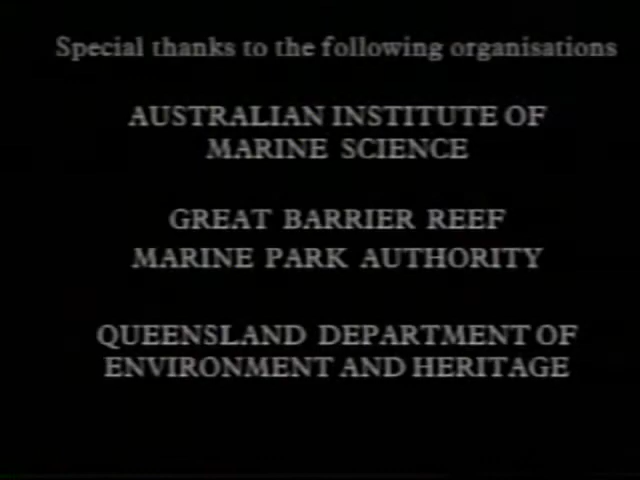 Special thanks to the following organisations
AUSTRALIAN INSTITUTE OF
MARINE SCIENCE
GREAT BARRIER REEF
MARINE PARK AUTHORITY
QUEENSLAND DEPARTMENT OF
ENVIRONMENT AND HERITAGE